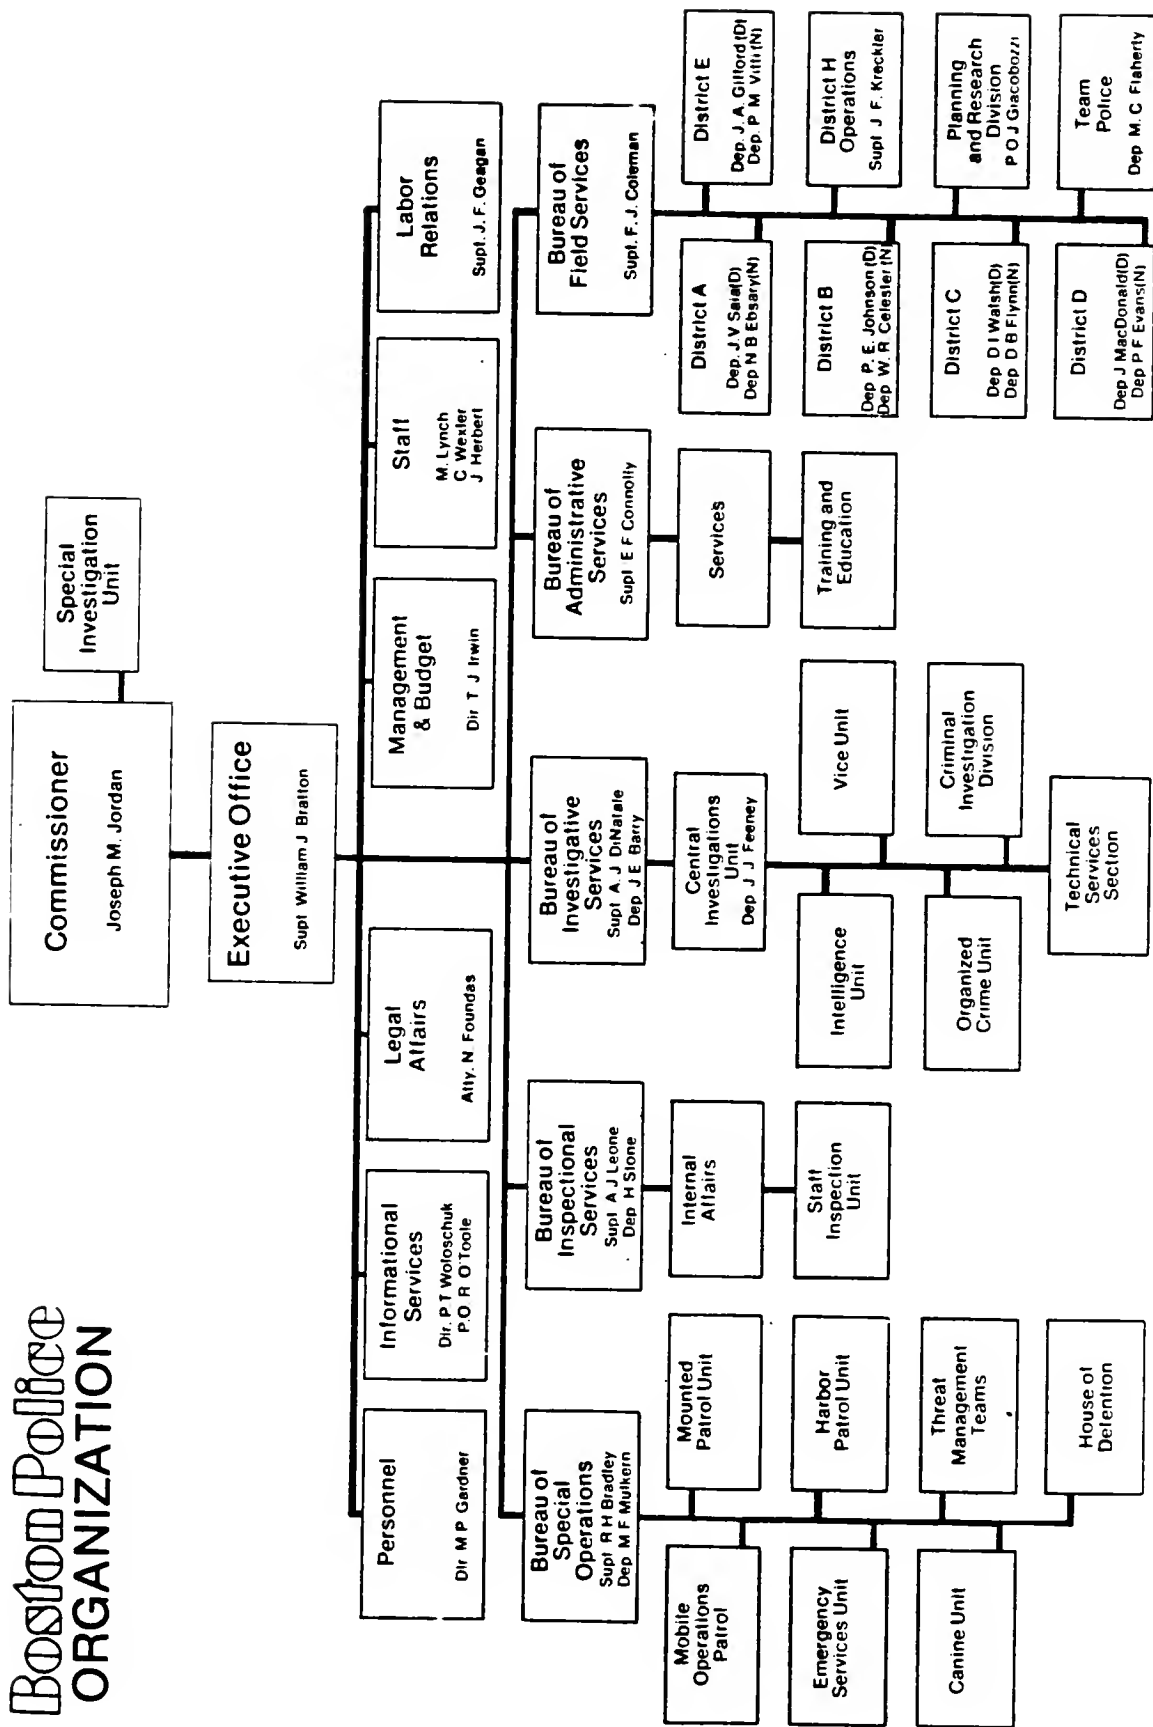 Boston Police
ORGANIZATION
Commissioner
Joseph M. Jordan
Special
Investigation
Unit
Executive Office
Supt William J Bratton
Personnel
Dir M P Gardner
Informational
Services
Dir. P T Woloschuk
P.O R O'Toole
Legal
Affairs
Atty. N. Foundas
Management
& Budget
Dir T J Irwin
Staff
M. Lynch
C Wexler
J Herbert
Labor
Relations
Supt. J. F. Geagan
Bureau of
Special
Operations
Supt R H Bradley
Dep M F Mulkern
Bureau of
Inspectional
Services
Supt A J Leone
Dep H Stone
Bureau of
Investigative
Services
Supt A. J DiNatale
Dep J E Barry
Bureau of
Administrative
Services
Supt E F Connolly
Bureau of
Field Services
Supt. F. J. Coleman
Mobile
Operations
Patrol
Mounted
Patrol Unit
Emergency
Services Unit
Harbor
Patrol Unit
Canine Unit
Threat
Management
Teams
House of
Detention
Internal
Affairs
Staff
Inspection
Unit
Central
Investigations
Unit
Dep J J Feeney
Intelligence
Unit
Vice Unit
Organized
Crime Unit
Criminal
Investigation
Division
Technical
Services
Section
Services
Training and
Education
District A
Dep. J. V Saia(D)
Dep N B Ebsary(N)
District E
Dep. J. A. Gifford (D)
Dep. P M Vitti (N)
District B
Dep P. E. Johnson (D)
Dep W. R. Celester (N)
District H
Operations
Supt J F. Kreckler
District C
Dep D I Walsh(D)
Dep D B Flynn(N)
Planning
and Research
Division
P O J Giacobozzi
District D
Dep J MacDonald(D)
Dep P F Evans(N)
Team
Police
Dep M. C Flaherty